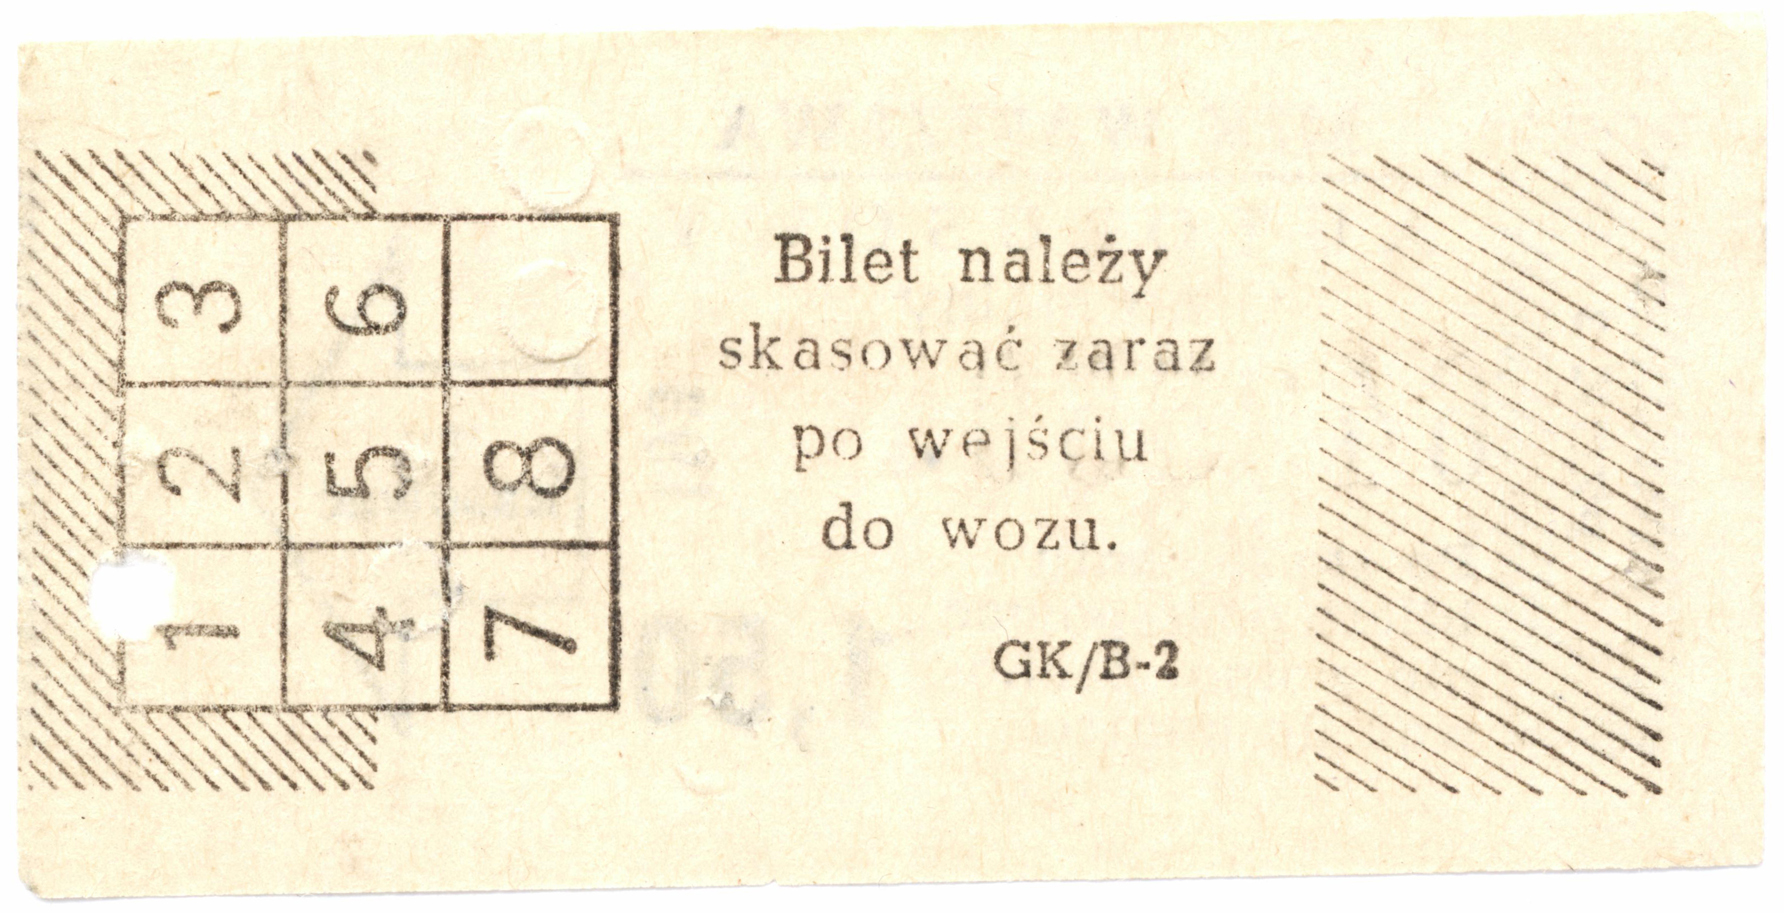 3 6
2 5 8
1 4 7
Bilet należy
skasować zaraz
po wejściu
do wozu.
GK/B-2